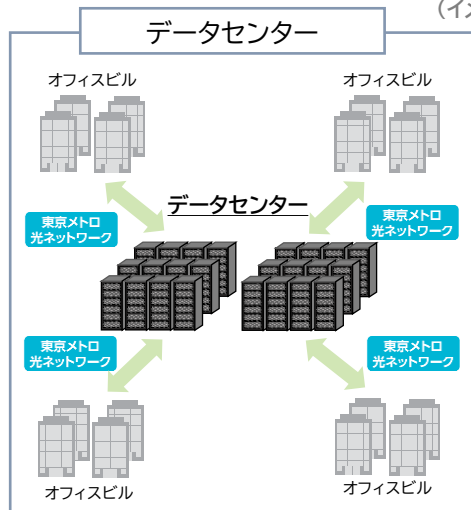 (イメ
データセンター
オフィスビル
オフィスビル
データセンター
東京メトロ
光ネットワーク
東京メトロ
光ネットワーク
東京メトロ
光ネットワーク
東京メトロ
光ネットワーク
オフィスビル
オフィスビル